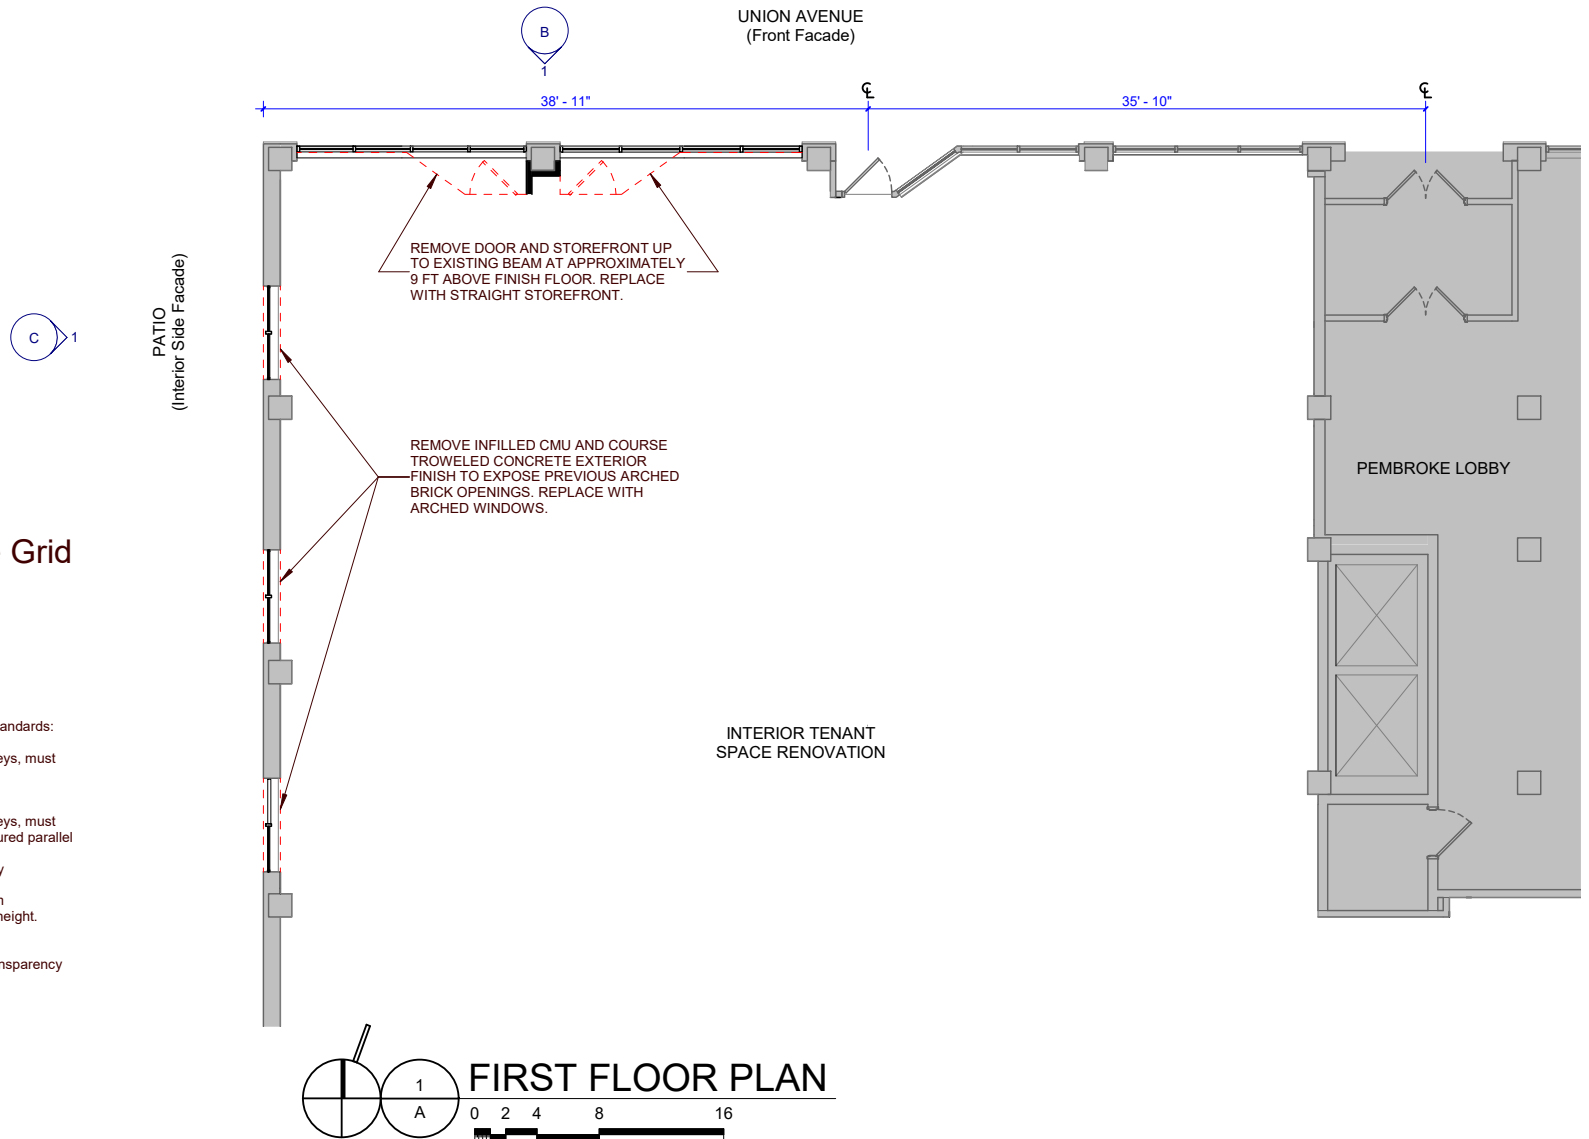 UNION AVENUE
(Front Facade)
B
1
38' - 11"
35' - 10"
REMOVE DOOR AND STOREFRONT UP
TO EXISTING BEAM AT APPROXIMATELY
9 FT ABOVE FINISH FLOOR. REPLACE
WITH STRAIGHT STOREFRONT.
PATIO
(Interior Side Facade)
C
1
REMOVE INFILLED CMU AND COURSE
TROWELED CONCRETE EXTERIOR
FINISH TO EXPOSE PREVIOUS ARCHED
BRICK OPENINGS. REPLACE WITH
ARCHED WINDOWS.
PEMBROKE LOBBY
Grid
andards:
eys, must
eys, must
ured parallel
y
n
neight.
nsparency
INTERIOR TENANT
SPACE RENOVATION
1
A
FIRST FLOOR PLAN
0 2 4 8 16